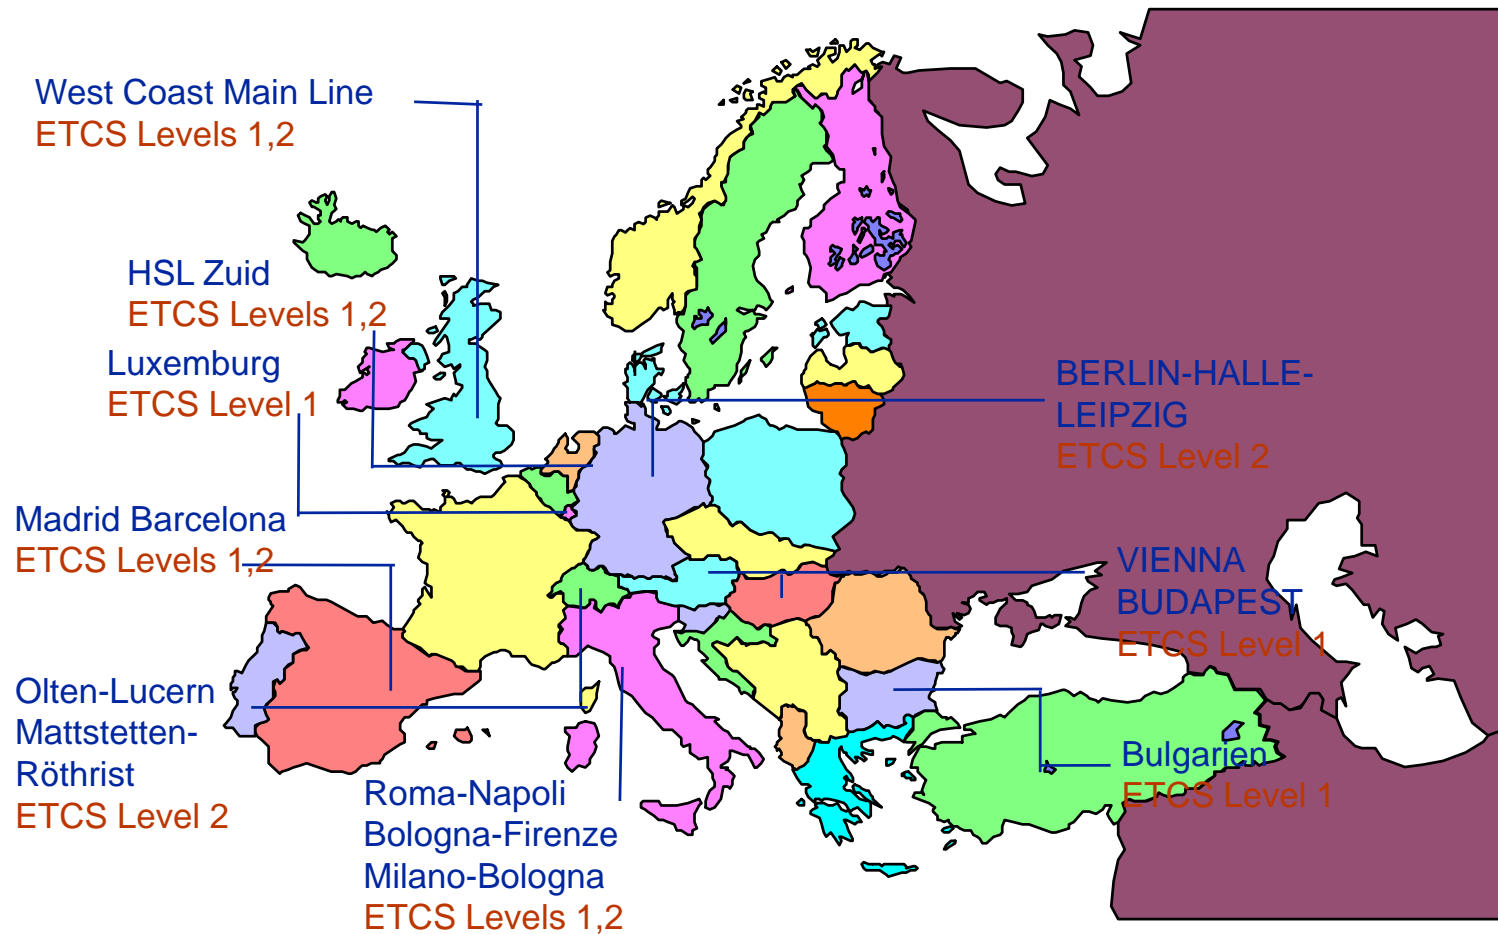 West Coast Main Line
ETCS Levels 1,2
HSL Zuid
ETCS Levels 1,2
Luxemburg
ETCS Level 1
Madrid Barcelona
ETCS Levels 1,2
Olten-Lucern
Mattstetten-
Röthrist
ETCS Level 2
Roma-Napoli
Bologna-Firenze
Milano-Bologna
ETCS Levels 1,2
BERLIN-HALLE-
LEIPZIG
ETCS Level 2
VIENNA
BUDAPEST
ETCS Level 1
Bulgarien
ETCS Level 1